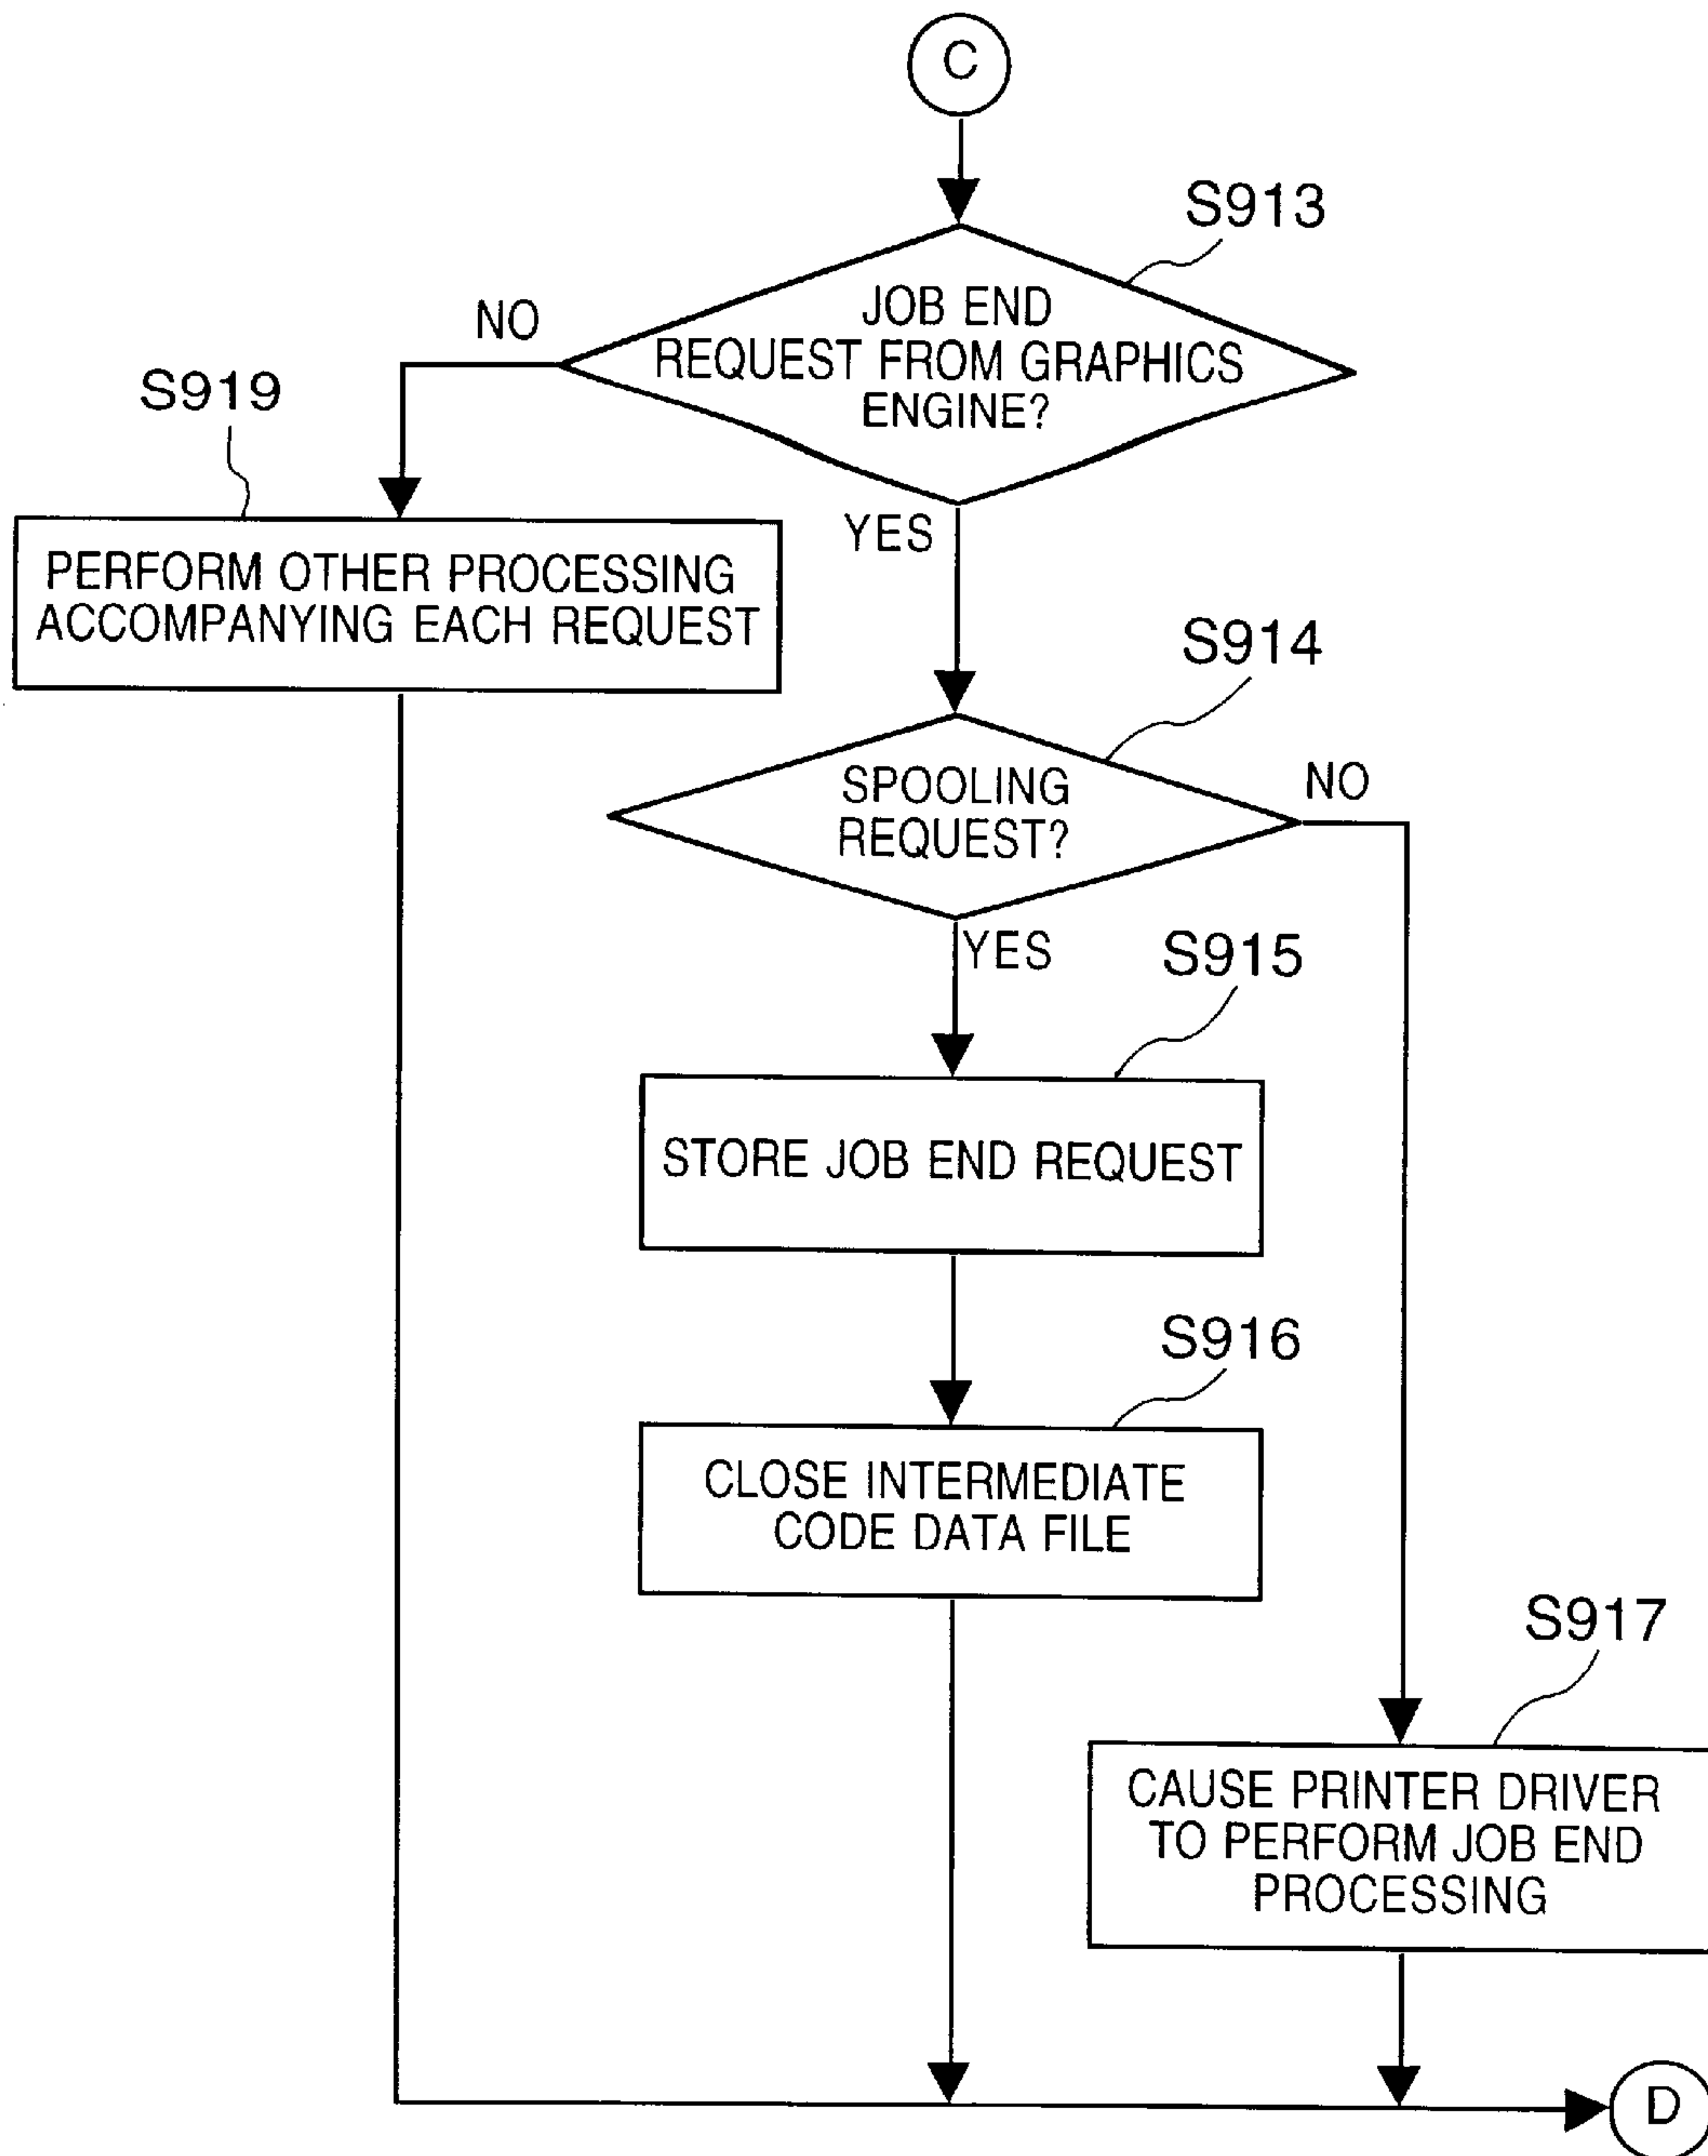 C
S913
JOB END
REQUEST FROM GRAPHICS
ENGINE?
NO
YES
S919
PERFORM OTHER PROCESSING
ACCOMPANYING EACH REQUEST
S914
SPOOLING
REQUEST?
NO
YES
S915
STORE JOB END REQUEST
S916
CLOSE INTERMEDIATE
CODE DATA FILE
S917
CAUSE PRINTER DRIVER
TO PERFORM JOB END
PROCESSING
D